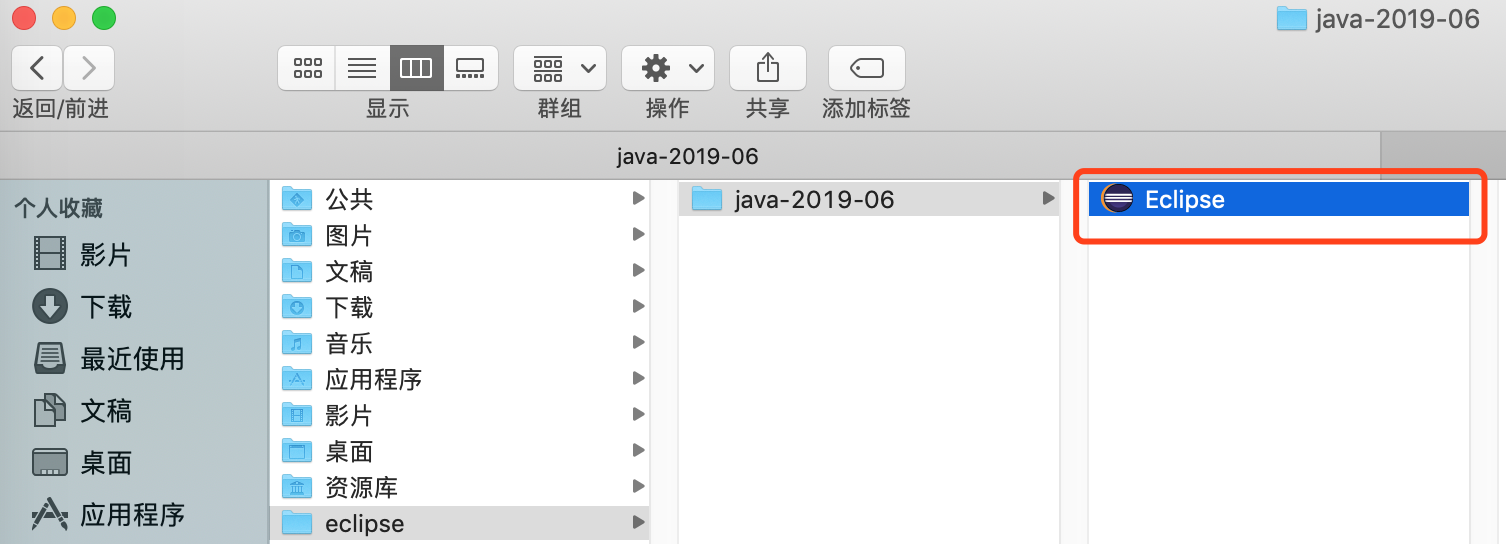 java-2019-06
返回/前进
显示
群组
操作
共享
添加标签
java-2019-06
个人收藏
影片
下载
最近使用
文稿
桌面
应用程序
公共
图片
文稿
下载
音乐
应用程序
影片
桌面
资源库
eclipse
java-2019-06
Eclipse